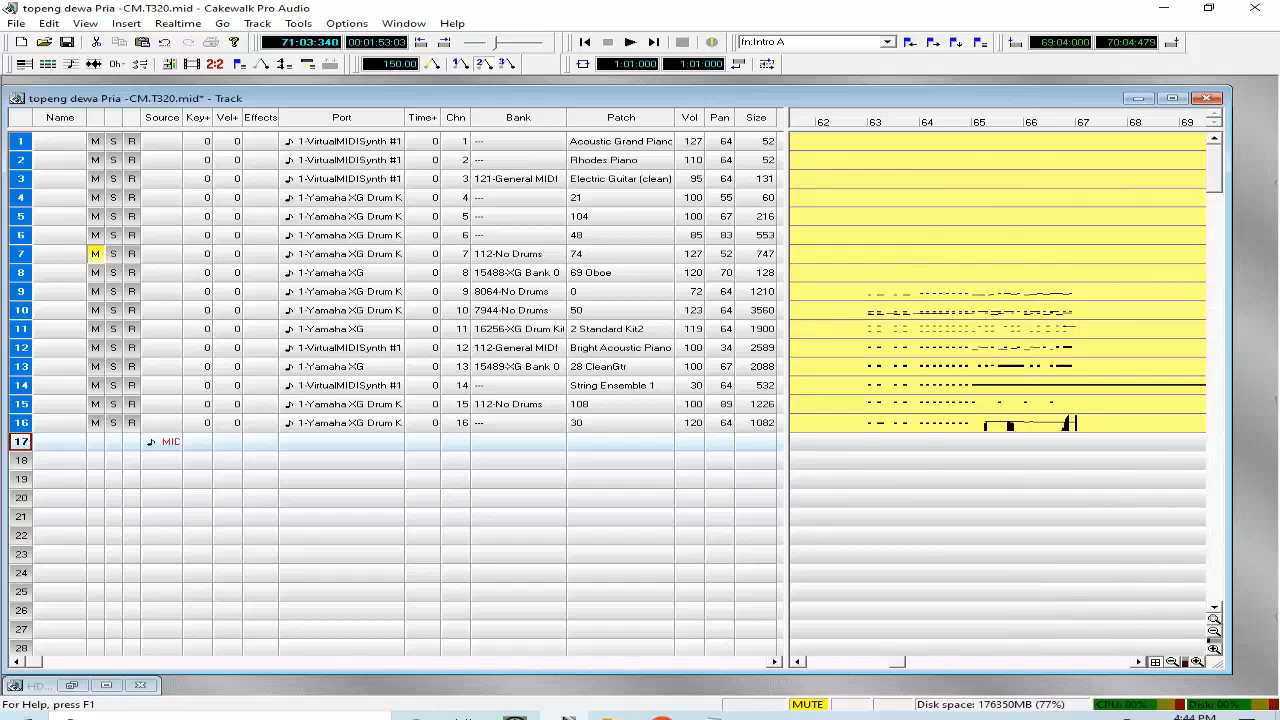 topeng dewa Pria -CM.T320.mid - Cakewalk Pro Audio
File Edit View Insert Realtime Go Track Tools Options Window Help
71:03:340 00:01:53:03 fn:Intro A 69:04:000 70:04:479
2:2 150.00 1:01:000 1:01:000
topeng dewa Pria -CM.T320.mid* - Track
Name Source Key+ Vel+ Effects Port Time+ Chn Bank Patch Vol Pan Size 62 63 64 65 66 67 68 69
1 M S R 0 0 1-VirtualMIDISynth #1 0 1 --- Acoustic Grand Piano 127 64 52
2 M S R 0 0 1-VirtualMIDISynth #1 0 2 --- Rhodes Piano 110 64 52
3 M S R 0 0 1-VirtualMIDISynth #1 0 3 121-General MIDI Electric Guitar (clean) 95 64 131
4 M S R 0 0 1-Yamaha XG Drum K 0 4 --- 21 100 55 60
5 M S R 0 0 1-Yamaha XG Drum K 0 5 --- 104 100 67 216
6 M S R 0 0 1-Yamaha XG Drum K 0 6 --- 48 85 83 553
7 M S R 0 0 1-Yamaha XG Drum K 0 7 112-No Drums 74 127 52 747
8 M S R 0 0 1-Yamaha XG 0 8 15488-XG Bank 0 69 Oboe 120 70 128
9 M S R 0 0 1-Yamaha XG Drum K 0 9 8064-No Drums 0 72 64 1210
10 M S R 0 0 1-Yamaha XG Drum K 0 10 7944-No Drums 50 123 64 3560
11 M S R 0 0 1-Yamaha XG 0 11 16256-XG Drum Kit 2 Standard Kit2 119 64 1900
12 M S R 0 0 1-VirtualMIDISynth #1 0 12 112-General MIDI Bright Acoustic Piano 100 34 2589
13 M S R 0 0 1-Yamaha XG 0 13 15489-XG Bank 0 28 CleanGtr 100 67 2088
14 M S R 0 0 1-VirtualMIDISynth #1 0 14 --- String Ensemble 1 30 64 532
15 M S R 0 0 1-Yamaha XG Drum K 0 15 112-No Drums 108 100 69 1226
16 M S R 0 0 1-Yamaha XG Drum K 0 16 --- 30 120 64 1082
17 MIC
18
19
20
21
22
23
24
25
26
27
28
HD...
For Help, press F1 MUTE Disk space: 176350MB (77%) CPU: 00% Disk: 00%
4:44 PM